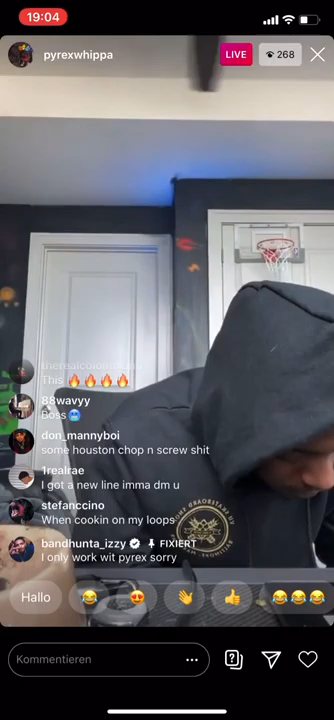 19:04
pyrexwhippa
LIVE
268
This 🔥🔥🔥🔥
88wavyy
Boss🥶
don_mannyboi
some houston chop n screw shit
1realrae
I got a new line imma dm u
stefanccino
When cookin on my loops
bandhunta_izzy FIXIERT
I only work wit pyrex sorry
Hallo 😂 😍 👋 👍 😂😂😂
Kommentieren